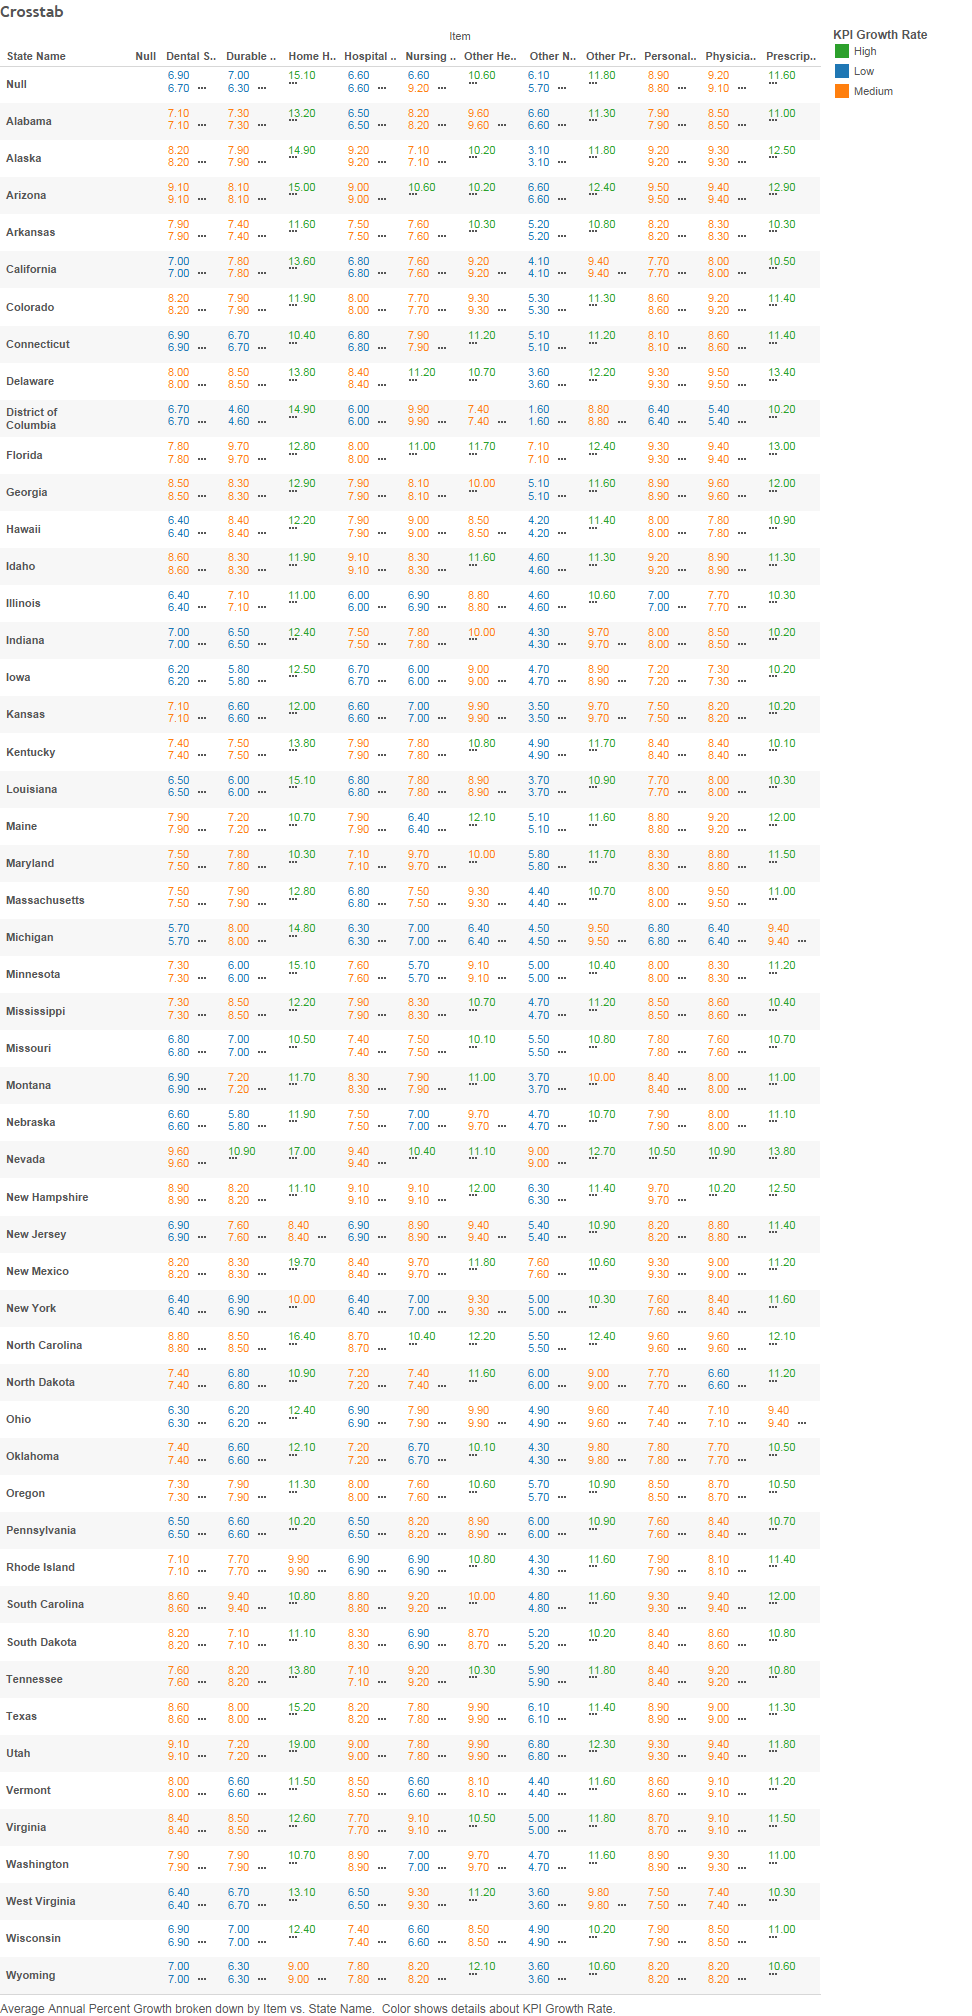 Crosstab
Item
State Name Null Dental S.. Durable .. Home H.. Hospital .. Nursing .. Other He.. Other N.. Other Pr.. Personal.. Physicia.. Prescrip..
KPI Growth Rate
High
Low
Medium
Null 6.90 7.00 15.10 6.60 6.60 10.60 6.10 11.80 8.90 9.20 11.60
6.70 ... 6.30 ... ... 6.60 ... 9.20 ... ... 5.70 ... ... 8.80 ... 9.10 ... ...
Alabama 7.10 7.30 13.20 6.50 8.20 9.60 6.60 11.30 7.90 8.50 11.00
7.10 ... 7.30 ... ... 6.50 ... 8.20 ... 9.60 ... 6.60 ... ... 7.90 ... 8.50 ... ...
Alaska 8.20 7.90 14.90 9.20 7.10 10.20 3.10 11.80 9.20 9.30 12.50
8.20 ... 7.90 ... ... 9.20 ... 7.10 ... ... 3.10 ... ... 9.20 ... 9.30 ... ...
Arizona 9.10 8.10 15.00 9.00 10.60 10.20 6.60 12.40 9.50 9.40 12.90
9.10 ... 8.10 ... ... 9.00 ... ... ... 6.60 ... ... 9.50 ... 9.40 ... ...
Arkansas 7.90 7.40 11.60 7.50 7.60 10.30 5.20 10.80 8.20 8.30 10.30
7.90 ... 7.40 ... ... 7.50 ... 7.60 ... ... 5.20 ... ... 8.20 ... 8.30 ... ...
California 7.00 7.80 13.60 6.80 7.60 9.20 4.10 9.40 7.70 8.00 10.50
7.00 ... 7.80 ... ... 6.80 ... 7.60 ... 9.20 ... 4.10 ... 9.40 ... 7.70 ... 8.00 ... ...
Colorado 8.20 7.90 11.90 8.00 7.70 9.30 5.30 11.30 8.60 9.20 11.40
8.20 ... 7.90 ... ... 8.00 ... 7.70 ... 9.30 ... 5.30 ... ... 8.60 ... 9.20 ... ...
Connecticut 6.90 6.70 10.40 6.80 7.90 11.20 5.10 11.20 8.10 8.60 11.40
6.90 ... 6.70 ... ... 6.80 ... 7.90 ... ... 5.10 ... ... 8.10 ... 8.60 ... ...
Delaware 8.00 8.50 13.80 8.40 11.20 10.70 3.60 12.20 9.30 9.50 13.40
8.00 ... 8.50 ... ... 8.40 ... ... ... 3.60 ... ... 9.30 ... 9.50 ... ...
District of 6.70 4.60 14.90 6.00 9.90 7.40 1.60 8.80 6.40 5.40 10.20
Columbia 6.70 ... 4.60 ... ... 6.00 ... 9.90 ... 7.40 ... 1.60 ... 8.80 ... 6.40 ... 5.40 ... ...
Florida 7.80 9.70 12.80 8.00 11.00 11.70 7.10 12.40 9.30 9.40 13.00
7.80 ... 9.70 ... ... 8.00 ... ... ... 7.10 ... ... 9.30 ... 9.40 ... ...
Georgia 8.50 8.30 12.90 7.90 8.10 10.00 5.10 11.60 8.90 9.60 12.00
8.50 ... 8.30 ... ... 7.90 ... 8.10 ... ... 5.10 ... ... 8.90 ... 9.60 ... ...
Hawaii 6.40 8.40 12.20 7.90 9.00 8.50 4.20 11.40 8.00 7.80 10.90
6.40 ... 8.40 ... ... 7.90 ... 9.00 ... 8.50 ... 4.20 ... ... 8.00 ... 7.80 ... ...
Idaho 8.60 8.30 11.90 9.10 8.30 11.60 4.60 11.30 9.20 8.90 11.30
8.60 ... 8.30 ... ... 9.10 ... 8.30 ... ... 4.60 ... ... 9.20 ... 8.90 ... ...
Illinois 6.40 7.10 11.00 6.00 6.90 8.80 4.60 10.60 7.00 7.70 10.30
6.40 ... 7.10 ... ... 6.00 ... 6.90 ... 8.80 ... 4.60 ... ... 7.00 ... 7.70 ... ...
Indiana 7.00 6.50 12.40 7.50 7.80 10.00 4.30 9.70 8.00 8.50 10.20
7.00 ... 6.50 ... ... 7.50 ... 7.80 ... ... 4.30 ... 9.70 ... 8.00 ... 8.50 ... ...
Iowa 6.20 5.80 12.50 6.70 6.00 9.00 4.70 8.90 7.20 7.30 10.20
6.20 ... 5.80 ... ... 6.70 ... 6.00 ... 9.00 ... 4.70 ... 8.90 ... 7.20 ... 7.30 ... ...
Kansas 7.10 6.60 12.00 6.60 7.00 9.90 3.50 9.70 7.50 8.20 10.20
7.10 ... 6.60 ... ... 6.60 ... 7.00 ... 9.90 ... 3.50 ... 9.70 ... 7.50 ... 8.20 ... ...
Kentucky 7.40 7.50 13.80 7.90 7.80 10.80 4.90 11.70 8.40 8.40 10.10
7.40 ... 7.50 ... ... 7.90 ... 7.80 ... ... 4.90 ... ... 8.40 ... 8.40 ... ...
Louisiana 6.50 6.00 15.10 6.80 7.80 8.90 3.70 10.90 7.70 8.00 10.30
6.50 ... 6.00 ... ... 6.80 ... 7.80 ... 8.90 ... 3.70 ... ... 7.70 ... 8.00 ... ...
Maine 7.90 7.20 10.70 7.90 6.40 12.10 5.10 11.60 8.80 9.20 12.00
7.90 ... 7.20 ... ... 7.90 ... 6.40 ... ... 5.10 ... ... 8.80 ... 9.20 ... ...
Maryland 7.50 7.80 10.30 7.10 9.70 10.00 5.80 11.70 8.30 8.80 11.50
7.50 ... 7.80 ... ... 7.10 ... 9.70 ... ... 5.80 ... ... 8.30 ... 8.80 ... ...
Massachusetts 7.50 7.90 12.80 6.80 7.50 9.30 4.40 10.70 8.00 9.50 11.00
7.50 ... 7.90 ... ... 6.80 ... 7.50 ... 9.30 ... 4.40 ... ... 8.00 ... 9.50 ... ...
Michigan 5.70 8.00 14.80 6.30 7.00 6.40 4.50 9.50 6.80 6.40 9.40
5.70 ... 8.00 ... ... 6.30 ... 7.00 ... 6.40 ... 4.50 ... 9.50 ... 6.80 ... 6.40 ... 9.40 ...
Minnesota 7.30 6.00 15.10 7.60 5.70 9.10 5.00 10.40 8.00 8.30 11.20
7.30 ... 6.00 ... ... 7.60 ... 5.70 ... 9.10 ... 5.00 ... ... 8.00 ... 8.30 ... ...
Mississippi 7.30 8.50 12.20 7.90 8.30 10.70 4.70 11.20 8.50 8.60 10.40
7.30 ... 8.50 ... ... 7.90 ... 8.30 ... ... 4.70 ... ... 8.50 ... 8.60 ... ...
Missouri 6.80 7.00 10.50 7.40 7.50 10.10 5.50 10.80 7.80 7.60 10.70
6.80 ... 7.00 ... ... 7.40 ... 7.50 ... ... 5.50 ... ... 7.80 ... 7.60 ... ...
Montana 6.90 7.20 11.70 8.30 7.90 11.00 3.70 10.00 8.40 8.00 11.00
6.90 ... 7.20 ... ... 8.30 ... 7.90 ... ... 3.70 ... ... 8.40 ... 8.00 ... ...
Nebraska 6.60 5.80 11.90 7.50 7.00 9.70 4.70 10.70 7.90 8.00 11.10
6.60 ... 5.80 ... ... 7.50 ... 7.00 ... 9.70 ... 4.70 ... ... 7.90 ... 8.00 ... ...
Nevada 9.60 10.90 17.00 9.40 10.40 11.10 9.00 12.70 10.50 10.90 13.80
9.60 ... ... ... 9.40 ... ... ... 9.00 ... ... ... ... ...
New Hampshire 8.90 8.20 11.10 9.10 9.10 12.00 6.30 11.40 9.70 10.20 12.50
8.90 ... 8.20 ... ... 9.10 ... 9.10 ... ... 6.30 ... ... 9.70 ... ... ...
New Jersey 6.90 7.60 8.40 6.90 8.90 9.40 5.40 10.90 8.20 8.80 11.40
6.90 ... 7.60 ... 8.40 ... 6.90 ... 8.90 ... 9.40 ... 5.40 ... ... 8.20 ... 8.80 ... ...
New Mexico 8.20 8.30 19.70 8.40 9.70 11.80 7.60 10.60 9.30 9.00 11.20
8.20 ... 8.30 ... ... 8.40 ... 9.70 ... ... 7.60 ... ... 9.30 ... 9.00 ... ...
New York 6.40 6.90 10.00 6.40 7.00 9.30 5.00 10.30 7.60 8.40 11.60
6.40 ... 6.90 ... ... 6.40 ... 7.00 ... 9.30 ... 5.00 ... ... 7.60 ... 8.40 ... ...
North Carolina 8.80 8.50 16.40 8.70 10.40 12.20 5.50 12.40 9.60 9.60 12.10
8.80 ... 8.50 ... ... 8.70 ... ... ... 5.50 ... ... 9.60 ... 9.60 ... ...
North Dakota 7.40 6.80 10.90 7.20 7.40 11.60 6.00 9.00 7.70 6.60 11.20
7.40 ... 6.80 ... ... 7.20 ... 7.40 ... ... 6.00 ... 9.00 ... 7.70 ... 6.60 ... ...
Ohio 6.30 6.20 12.40 6.90 7.90 9.90 4.90 9.60 7.40 7.10 9.40
6.30 ... 6.20 ... ... 6.90 ... 7.90 ... 9.90 ... 4.90 ... 9.60 ... 7.40 ... 7.10 ... 9.40 ...
Oklahoma 7.40 6.60 12.10 7.20 6.70 10.10 4.30 9.80 7.80 7.70 10.50
7.40 ... 6.60 ... ... 7.20 ... 6.70 ... ... 4.30 ... 9.80 ... 7.80 ... 7.70 ... ...
Oregon 7.30 7.90 11.30 8.00 7.60 10.60 5.70 10.90 8.50 8.70 10.50
7.30 ... 7.90 ... ... 8.00 ... 7.60 ... ... 5.70 ... ... 8.50 ... 8.70 ... ...
Pennsylvania 6.50 6.60 10.20 6.50 8.20 8.90 6.00 10.90 7.60 8.40 10.70
6.50 ... 6.60 ... ... 6.50 ... 8.20 ... 8.90 ... 6.00 ... ... 7.60 ... 8.40 ... ...
Rhode Island 7.10 7.70 9.90 6.90 6.90 10.80 4.30 11.60 7.90 8.10 11.40
7.10 ... 7.70 ... 9.90 ... 6.90 ... 6.90 ... ... 4.30 ... ... 7.90 ... 8.10 ... ...
South Carolina 8.60 9.40 10.80 8.80 9.20 10.00 4.80 11.60 9.30 9.40 12.00
8.60 ... 9.40 ... ... 8.80 ... 9.20 ... ... 4.80 ... ... 9.30 ... 9.40 ... ...
South Dakota 8.20 7.10 11.10 8.30 6.90 8.70 5.20 10.20 8.40 8.60 10.80
8.20 ... 7.10 ... ... 8.30 ... 6.90 ... 8.70 ... 5.20 ... ... 8.40 ... 8.60 ... ...
Tennessee 7.60 8.20 13.80 7.10 9.20 10.30 5.90 11.80 8.40 9.20 10.80
7.60 ... 8.20 ... ... 7.10 ... 9.20 ... ... 5.90 ... ... 8.40 ... 9.20 ... ...
Texas 8.60 8.00 15.20 8.20 7.80 9.90 6.10 11.40 8.90 9.00 11.30
8.60 ... 8.00 ... ... 8.20 ... 7.80 ... 9.90 ... 6.10 ... ... 8.90 ... 9.00 ... ...
Utah 9.10 7.20 19.00 9.00 7.80 9.90 6.80 12.30 9.30 9.40 11.80
9.10 ... 7.20 ... ... 9.00 ... 7.80 ... 9.90 ... 6.80 ... ... 9.30 ... 9.40 ... ...
Vermont 8.00 6.60 11.50 8.50 6.60 8.10 4.40 11.60 8.60 9.10 11.20
8.00 ... 6.60 ... ... 8.50 ... 6.60 ... 8.10 ... 4.40 ... ... 8.60 ... 9.10 ... ...
Virginia 8.40 8.50 12.60 7.70 9.10 10.50 5.00 11.80 8.70 9.10 11.50
8.40 ... 8.50 ... ... 7.70 ... 9.10 ... ... 5.00 ... ... 8.70 ... 9.10 ... ...
Washington 7.90 7.90 10.70 8.90 7.00 9.70 4.70 11.60 8.90 9.30 11.00
7.90 ... 7.90 ... ... 8.90 ... 7.00 ... 9.70 ... 4.70 ... ... 8.90 ... 9.30 ... ...
West Virginia 6.40 6.70 13.10 6.50 9.30 11.20 3.60 9.80 7.50 7.40 10.30
6.40 ... 6.70 ... ... 6.50 ... 9.30 ... ... 3.60 ... 9.80 ... 7.50 ... 7.40 ... ...
Wisconsin 6.90 7.00 12.40 7.40 6.60 8.50 4.90 10.20 7.90 8.50 11.00
6.90 ... 7.00 ... ... 7.40 ... 6.60 ... 8.50 ... 4.90 ... ... 7.90 ... 8.50 ... ...
Wyoming 7.00 6.30 9.00 7.80 8.20 12.10 3.60 10.60 8.20 8.20 10.60
7.00 ... 6.30 ... 9.00 ... 7.80 ... 8.20 ... ... 3.60 ... ... 8.20 ... 8.20 ... ...
Average Annual Percent Growth broken down by Item vs. State Name. Color shows details about KPI Growth Rate.